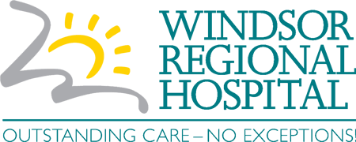 WINDSOR
REGIONAL
HOSPITAL
OUTSTANDING CARE – NO EXCEPTIONS!